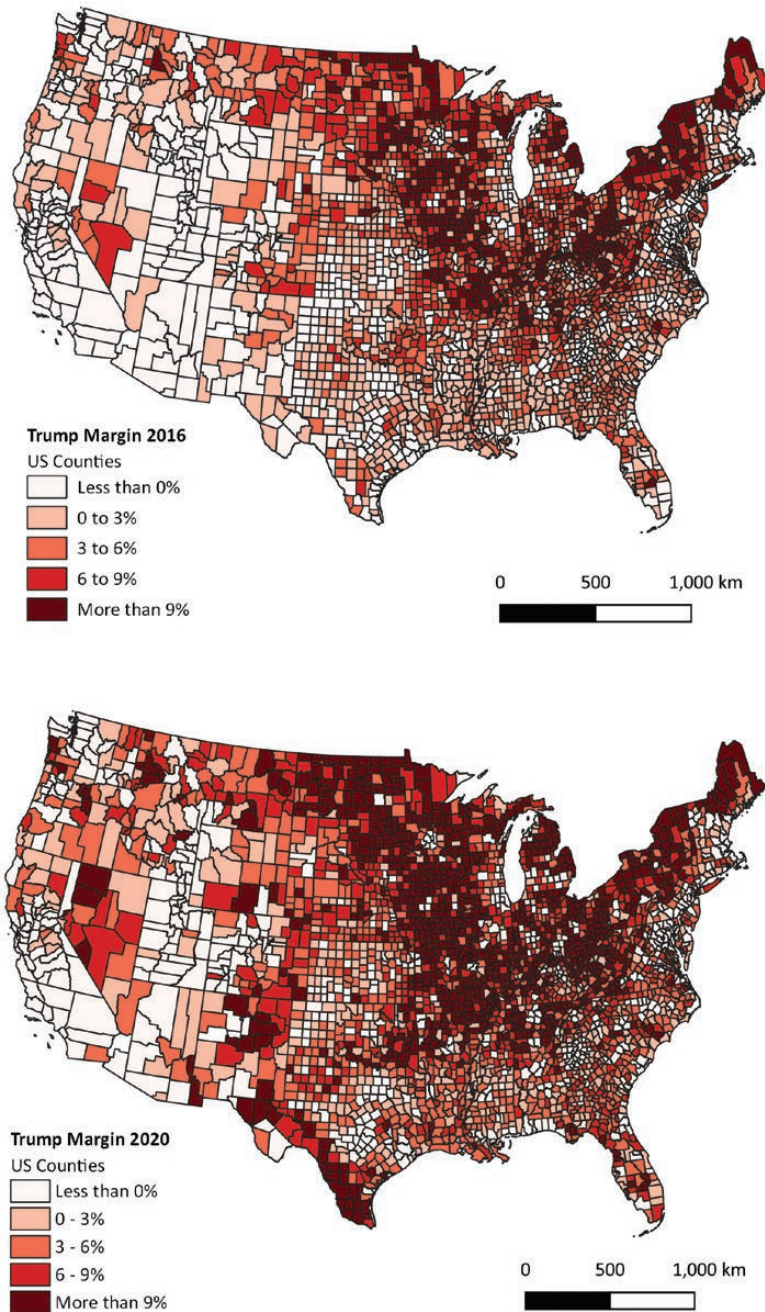 Trump Margin 2016
US Counties
Less than 0%
0 to 3%
3 to 6%
6 to 9%
More than 9%
0 500 1,000 km
Trump Margin 2020
US Counties
Less than 0%
0 - 3%
3 - 6%
6 - 9%
More than 9%
0 500 1,000 km